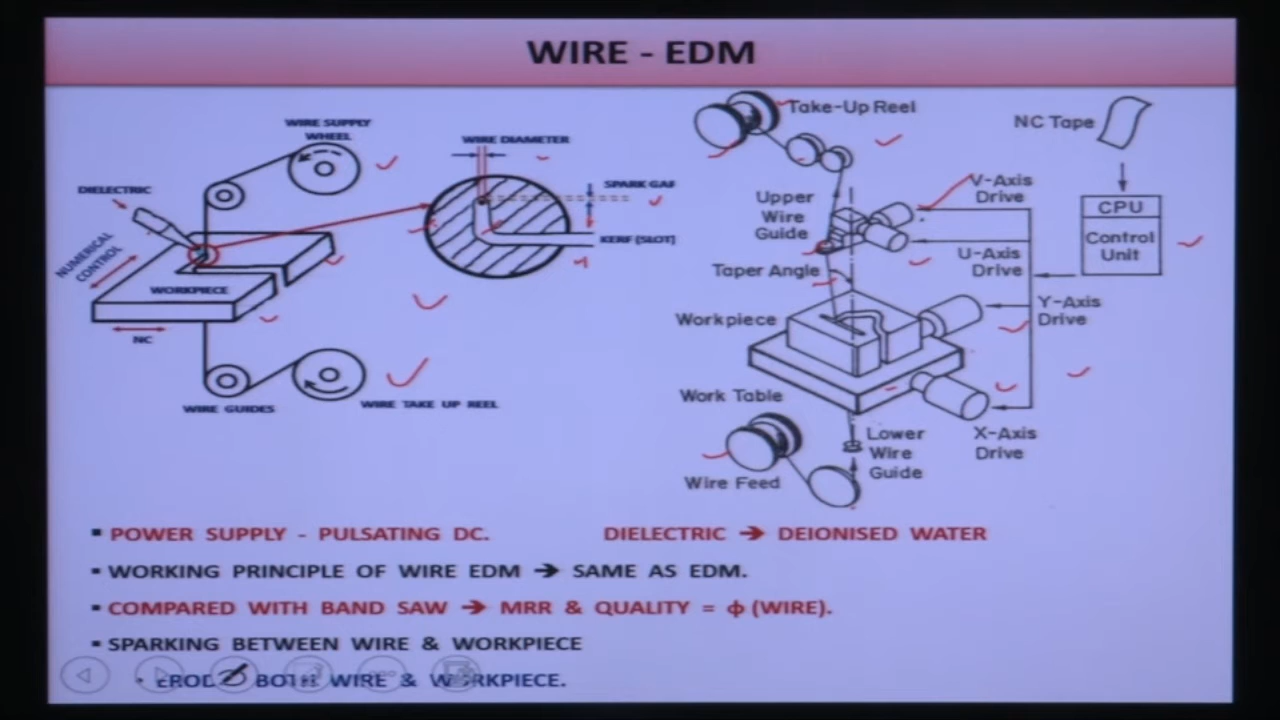 WIRE - EDM
WIRE SUPPLY
WHEEL
DIELECTRIC
NUMERICAL
CONTROL
WORKPIECE
NC
WIRE GUIDES
WIRE TAKE UP REEL
WIRE DIAMETER
SPARK GAP
KERF (SLOT)
Take-Up Reel
NC Tape
Upper
Wire
Guide
V-Axis
Drive
CPU
Control
Unit
U-Axis
Drive
Taper Angle
Y-Axis
Drive
Workpiece
Work Table
Lower
Wire
Guide
X-Axis
Drive
Wire Feed
▪ POWER SUPPLY - PULSATING DC. DIELECTRIC ➔ DEIONISED WATER
▪ WORKING PRINCIPLE OF WIRE EDM ➔ SAME AS EDM.
▪ COMPARED WITH BAND SAW ➔ MRR & QUALITY = ɸ (WIRE).
▪ SPARKING BETWEEN WIRE & WORKPIECE
• BOTH WIRE & WORKPIECE.